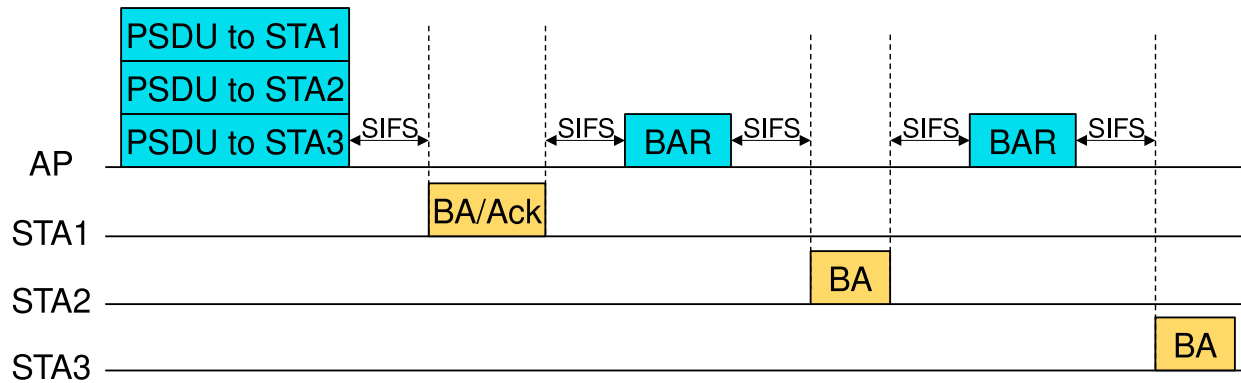 PSDU to STA1
PSDU to STA2
PSDU to STA3
SIFS
SIFS
BAR
SIFS
SIFS
BAR
SIFS
AP
BA/Ack
STA1
BA
STA2
BA
STA3